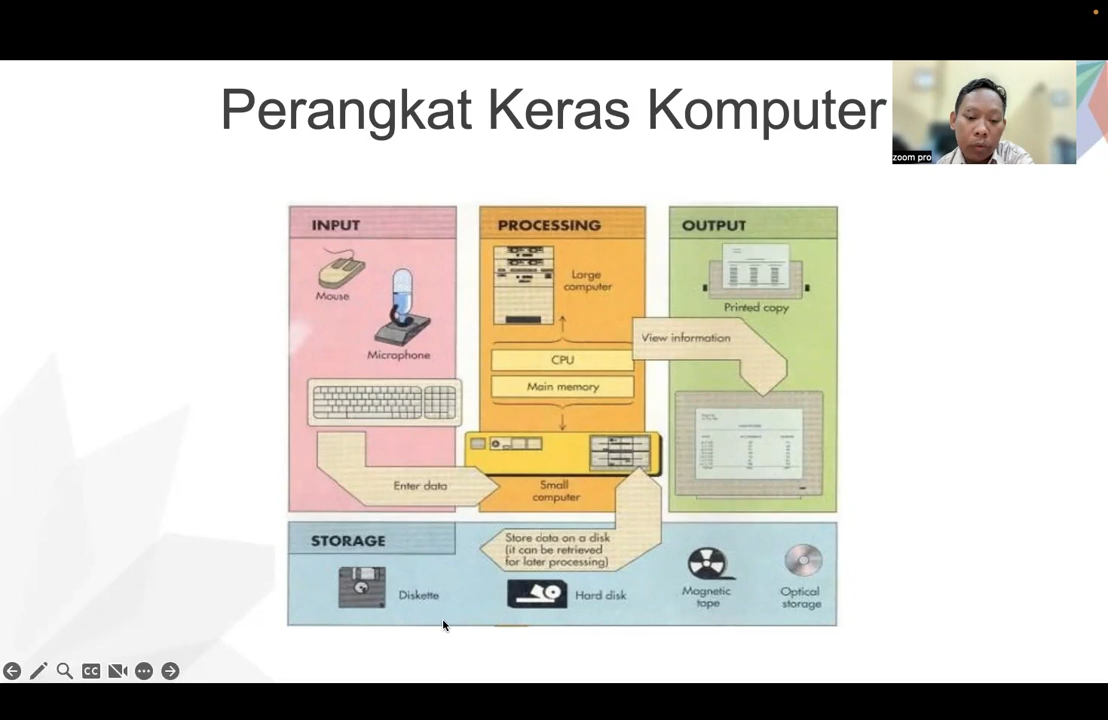 Perangkat Keras Komputer
zoom pro
INPUT
Mouse
Microphone
Enter data
PROCESSING
Large
computer
CPU
Main memory
Small
computer
OUTPUT
Printed copy
View information
STORAGE
Store data on a disk
(it can be retrieved
for later processing)
Diskette
Hard disk
Magnetic
tape
Optical
storage
CC